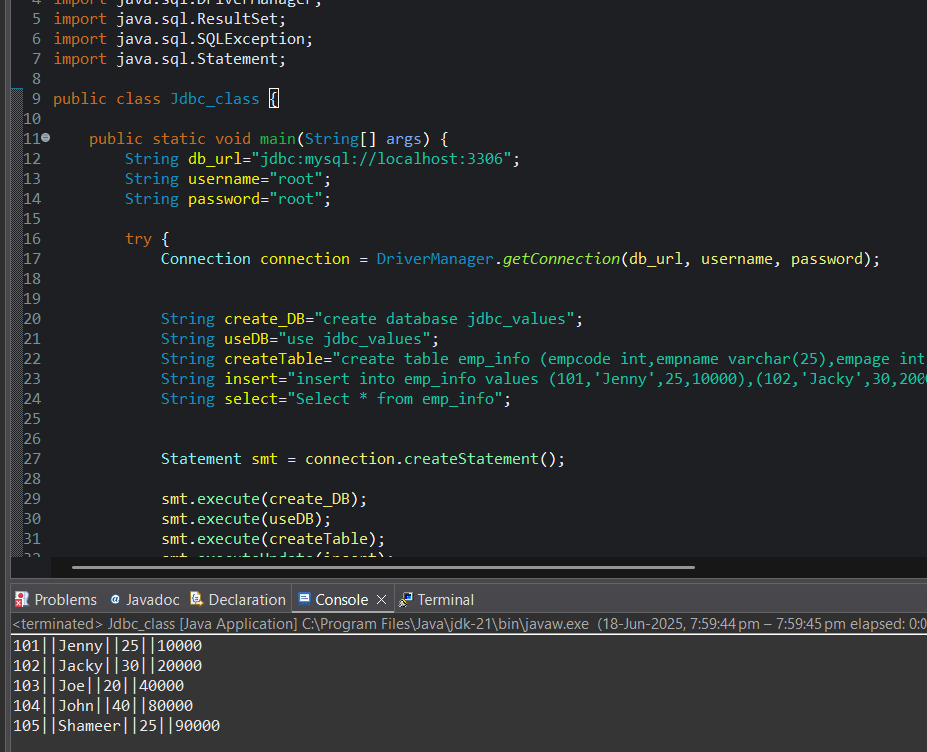 4 import java.sql.DriverManager;
5 import java.sql.ResultSet;
6 import java.sql.SQLException;
7 import java.sql.Statement;
8
9 public class Jdbc_class {
10
11 public static void main(String[] args) {
12 String db_url="jdbc:mysql://localhost:3306";
13 String username="root";
14 String password="root";
15
16 try {
17 Connection connection = DriverManager.getConnection(db_url, username, password);
18
19
20 String create_DB="create database jdbc_values";
21 String useDB="use jdbc_values";
22 String createTable="create table emp_info (empcode int,empname varchar(25),empage int
23 String insert="insert into emp_info values (101,'Jenny',25,10000),(102,'Jacky',30,200
24 String select="Select * from emp_info";
25
26
27 Statement smt = connection.createStatement();
28
29 smt.execute(create_DB);
30 smt.execute(useDB);
31 smt.execute(createTable);
32 smt.executeUpdate(insert);
Problems Javadoc Declaration Console Terminal
<terminated> Jdbc_class [Java Application] C:\Program Files\Java\jdk-21\bin\javaw.exe (18-Jun-2025, 7:59:44 pm – 7:59:45 pm elapsed: 0:0
101||Jenny||25||10000
102||Jacky||30||20000
103||Joe||20||40000
104||John||40||80000
105||Shameer||25||90000